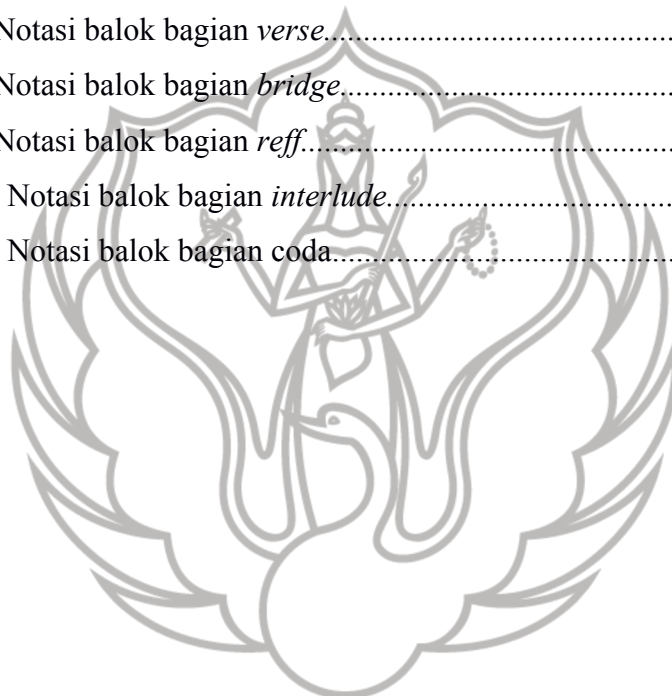 Notasi balok bagian verse..........................................
Notasi balok bagian bridge........................................
Notasi balok bagian reff.............................................
Notasi balok bagian interlude...................................
Notasi balok bagian coda..........................................